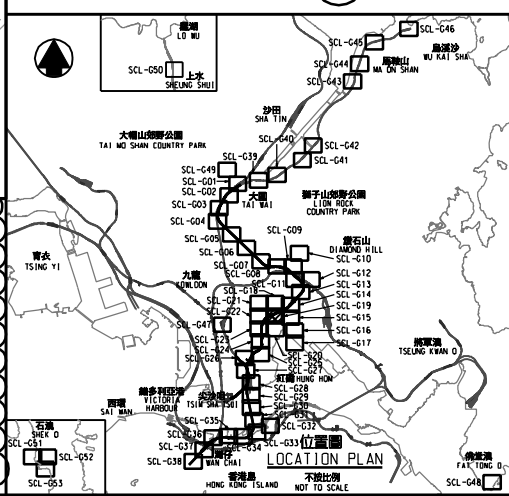 羅湖
LO WU
SCL-G50
上水
SHEUNG SHUI
SCL-G46
SCL-G45
烏溪沙
WU KAI SHA
SCL-G44
馬鞍山
MA ON SHAN
SCL-G43
沙田
SHA TIN
大帽山郊野公園
TAI MO SHAN COUNTRY PARK
SCL-G40
SCL-G42
SCL-G39
SCL-G41
SCL-G49
SCL-G01
SCL-G02
大圍
TAI WAI
獅子山郊野公園
LION ROCK
COUNTRY PARK
SCL-G03
SCL-G04
SCL-G05
SCL-G09
鑽石山
DIAMOND HILL
SCL-G06
SCL-G10
青衣
TSING YI
SCL-G07
SCL-G08
SCL-G12
九龍
KOWLOON
SCL-G11
SCL-G13
SCL-G18
SCL-G14
SCL-G21
SCL-G19
SCL-G22
SCL-G15
SCL-G47
SCL-G16
SCL-G23
SCL-G17
SCL-G24
將軍澳
TSEUNG KWAN O
SCL-G20
SCL-G26
紅磡
HUNG HOM
SCL-G28
SCL-G29
維多利亞港
VICTORIA
HARBOUR
TSIM SHA TSUI
西環
SAI WAN
SCL-G32
SCL-G35
SCL-G36
SCL-G33
SCL-G34
SCL-G37
灣仔
WAN CHAI
SCL-G38
石澳
SHEK O
SCL-G51
SCL-G52
SCL-G53
位置圖
LOCATION PLAN
香港島
HONG KONG ISLAND
不按比例
NOT TO SCALE
佛堂澳
FAT TONG O
SCL-G48